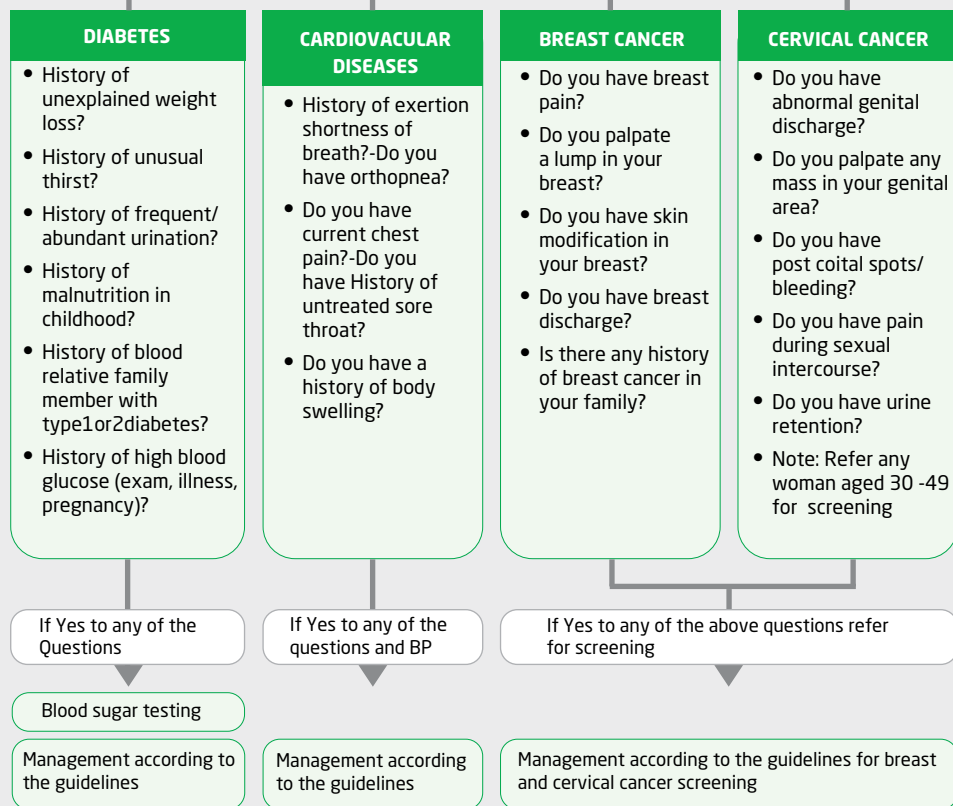 DIABETES
• History of
unexplained weight
loss?
• History of unusual
thirst?
• History of frequent/
abundant urination?
• History of
malnutrition in
childhood?
• History of blood
relative family
member with
type1or2diabetes?
• History of high blood
glucose (exam, illness,
pregnancy)?
If Yes to any of the
Questions
Blood sugar testing
Management according to
the guidelines
CARDIOVACULAR
DISEASES
• History of exertion
shortness of
breath?-Do you
have orthopnea?
• Do you have
current chest
pain?-Do you
have History of
untreated sore
throat?
• Do you have a
history of body
swelling?
If Yes to any of the
questions and BP
Management according
to the guidelines
BREAST CANCER
• Do you have breast
pain?
• Do you palpate
a lump in your
breast?
• Do you have skin
modification in
your breast?
• Do you have breast
discharge?
• Is there any history
of breast cancer in
your family?
CERVICAL CANCER
• Do you have
abnormal genital
discharge?
• Do you palpate any
mass in your genital
area?
• Do you have
post coital spots/
bleeding?
• Do you have pain
during sexual
intercourse?
• Do you have urine
retention?
• Note: Refer any
woman aged 30 -49
for screening
If Yes to any of the above questions refer
for screening
Management according to the guidelines for breast
and cervical cancer screening